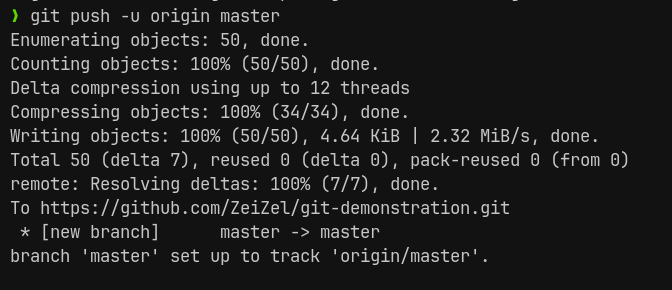 ❯ git push -u origin master
Enumerating objects: 50, done.
Counting objects: 100% (50/50), done.
Delta compression using up to 12 threads
Compressing objects: 100% (34/34), done.
Writing objects: 100% (50/50), 4.64 KiB | 2.32 MiB/s, done.
Total 50 (delta 7), reused 0 (delta 0), pack-reused 0 (from 0)
remote: Resolving deltas: 100% (7/7), done.
To https://github.com/ZeiZel/git-demonstration.git
 * [new branch]      master -> master
branch 'master' set up to track 'origin/master'.